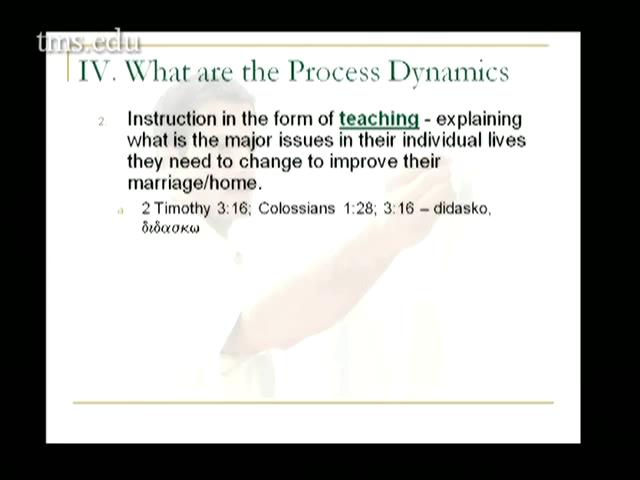 tms.edu
IV. What are the Process Dynamics
2. Instruction in the form of teaching - explaining
what is the major issues in their individual lives
they need to change to improve their
marriage/home.
a 2 Timothy 3:16; Colossians 1:28; 3:16 – didasko,
διδασκω